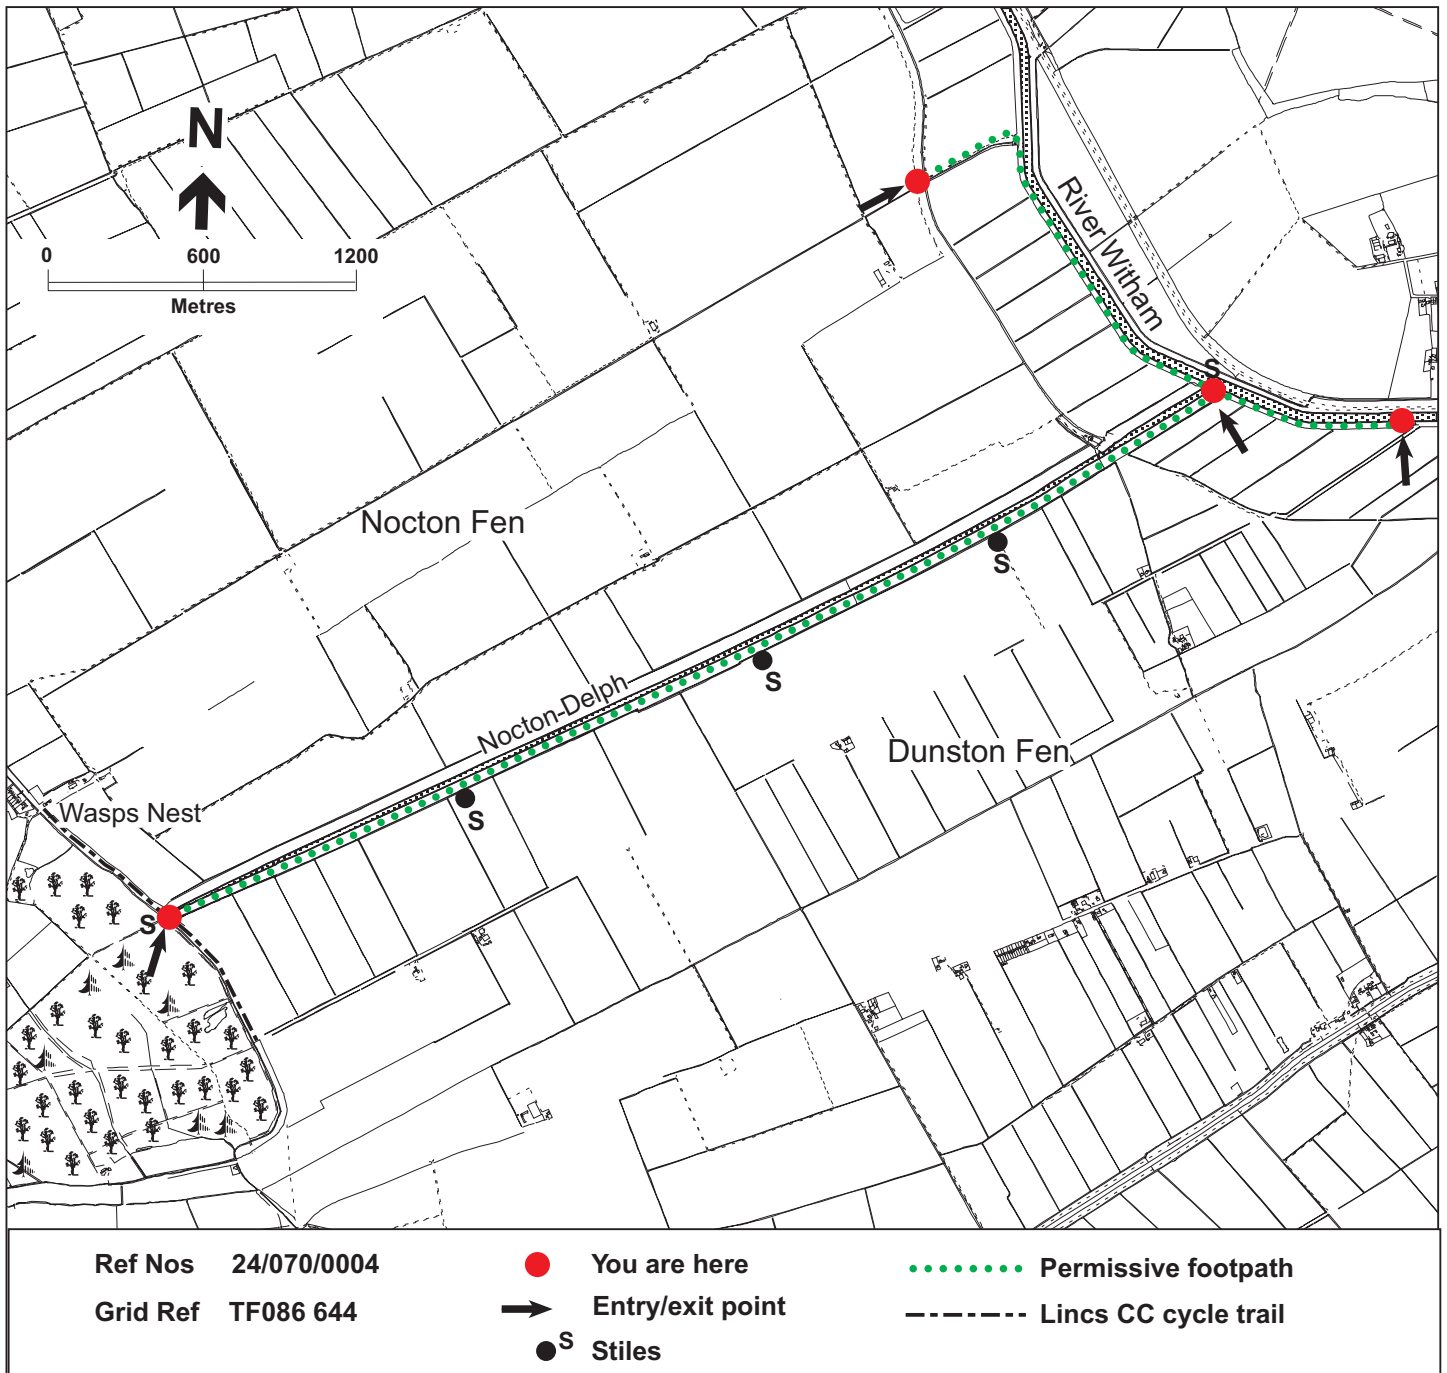 N
0 600 1200
Metres
River Witham
S
Nocton Fen
S
S
Nocton-Delph
Dunston Fen
S
Wasps Nest
S
Ref Nos 24/070/0004
Grid Ref TF086 644
You are here
Entry/exit point
S Stiles
Permissive footpath
Lincs CC cycle trail